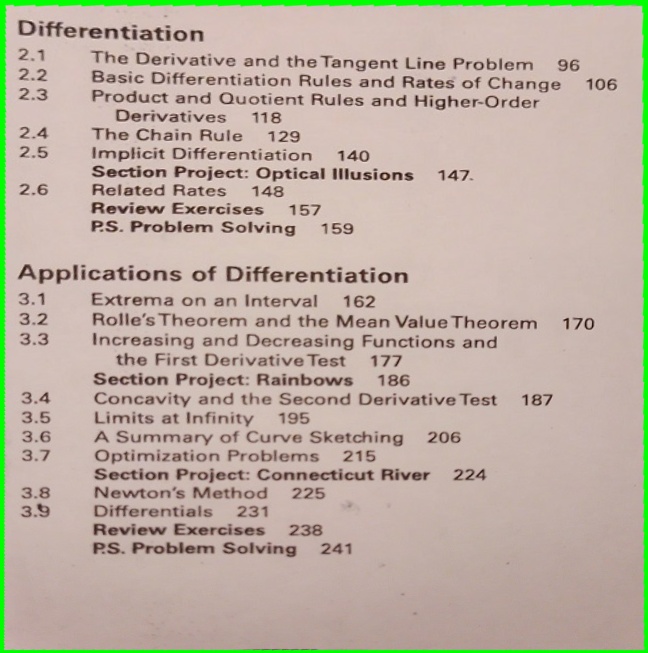 Differentiation
2.1 The Derivative and the Tangent Line Problem 96
2.2 Basic Differentiation Rules and Rates of Change 106
2.3 Product and Quotient Rules and Higher-Order
Derivatives 118
2.4 The Chain Rule 129
2.5 Implicit Differentiation 140
Section Project: Optical Illusions 147
2.6 Related Rates 148
Review Exercises 157
P.S. Problem Solving 159
Applications of Differentiation
3.1 Extrema on an Interval 162
3.2 Rolle's Theorem and the Mean Value Theorem 170
3.3 Increasing and Decreasing Functions and
the First Derivative Test 177
Section Project: Rainbows 186
3.4 Concavity and the Second Derivative Test 187
3.5 Limits at Infinity 195
3.6 A Summary of Curve Sketching 206
3.7 Optimization Problems 215
Section Project: Connecticut River 224
3.8 Newton's Method 225
3.9 Differentials 231
Review Exercises 238
P.S. Problem Solving 241